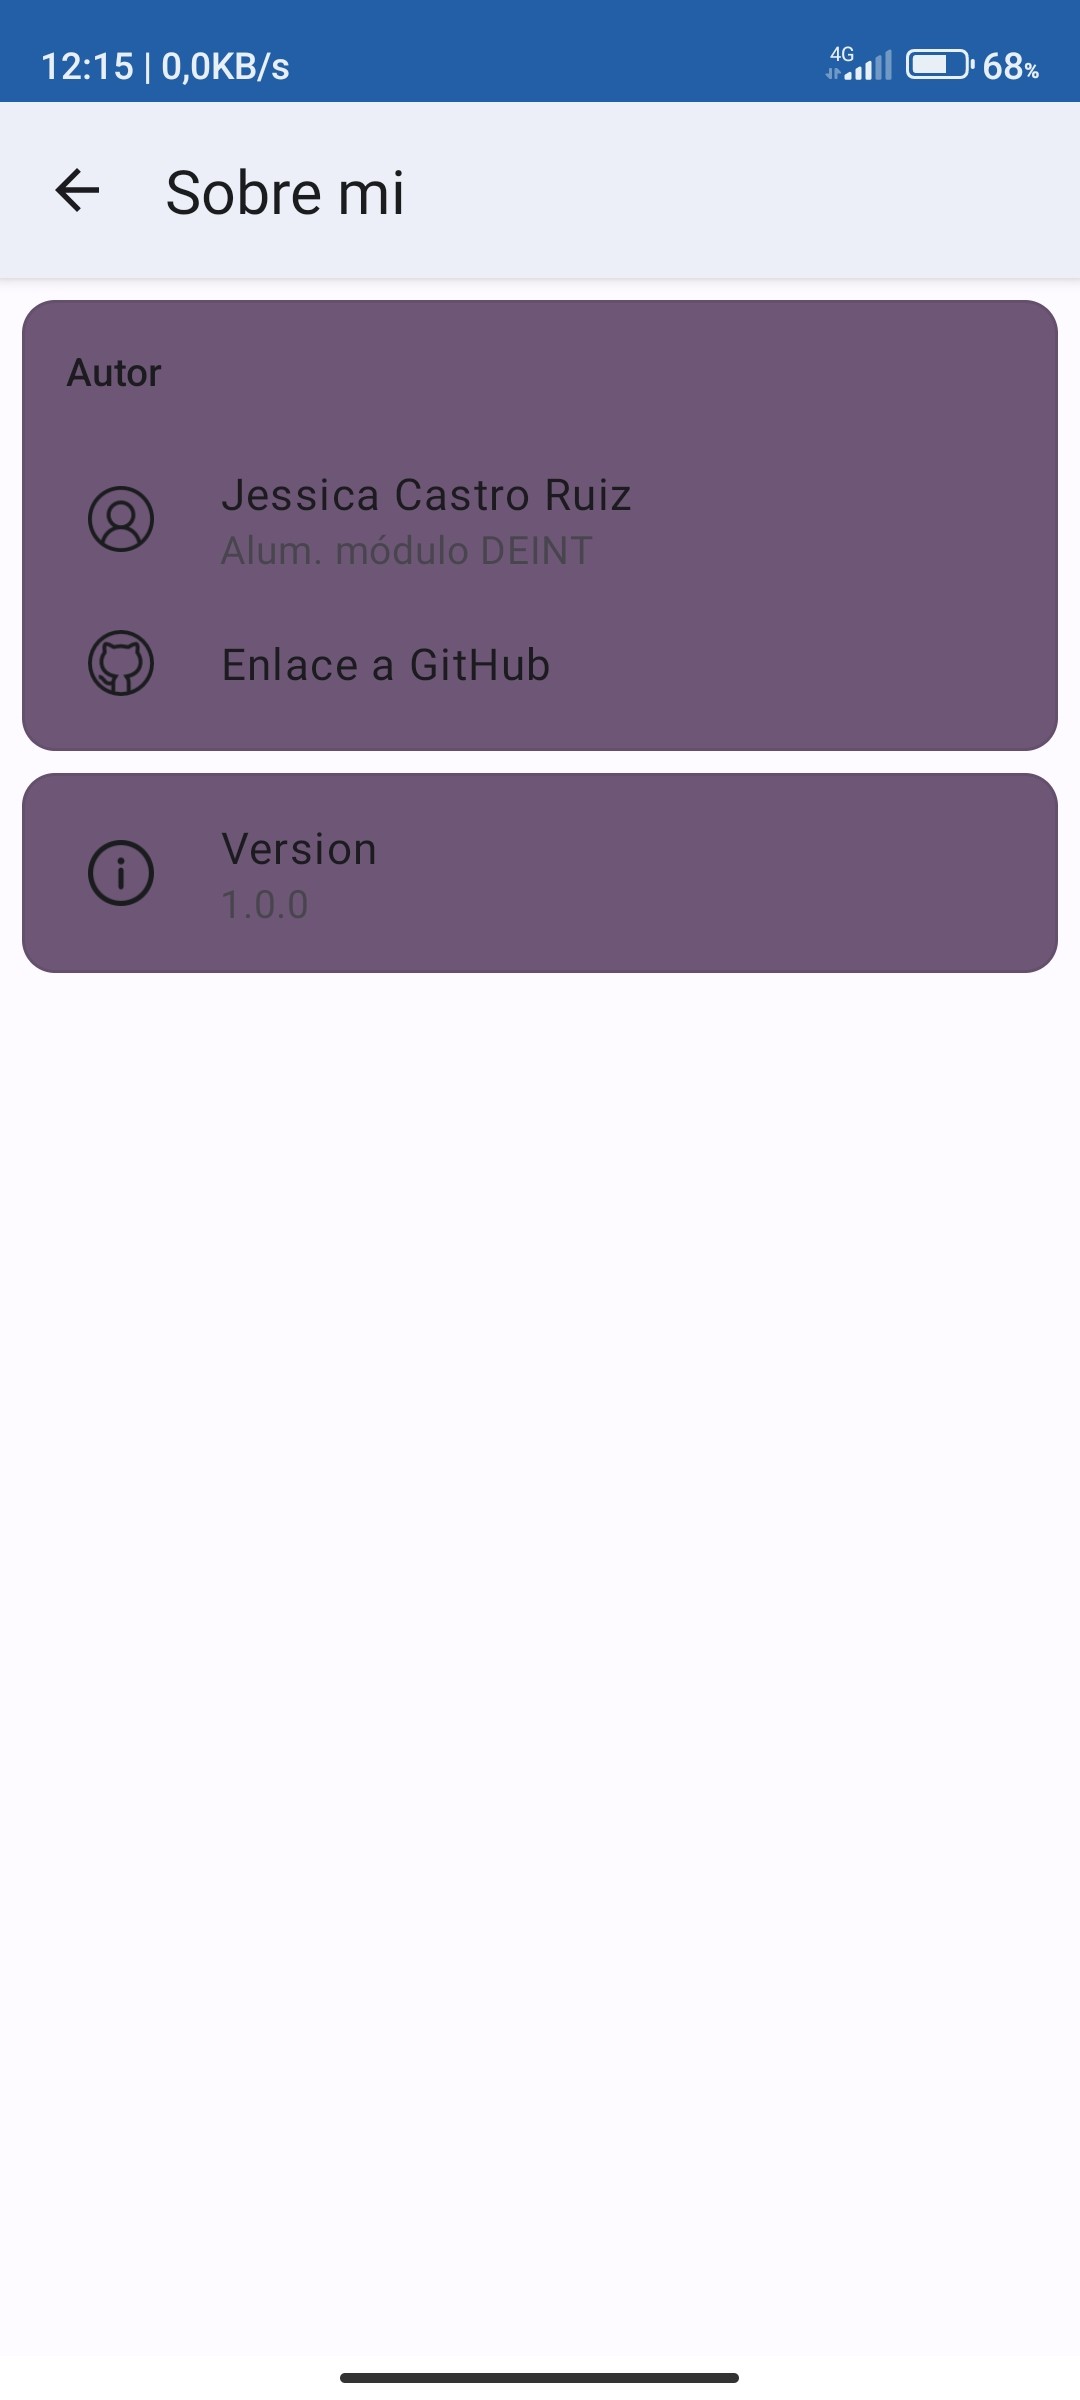 12:15 | 0,0KB/s
4G
68%
Sobre mi
Autor
Jessica Castro Ruiz
Alum. módulo DEINT
Enlace a GitHub
Version
1.0.0